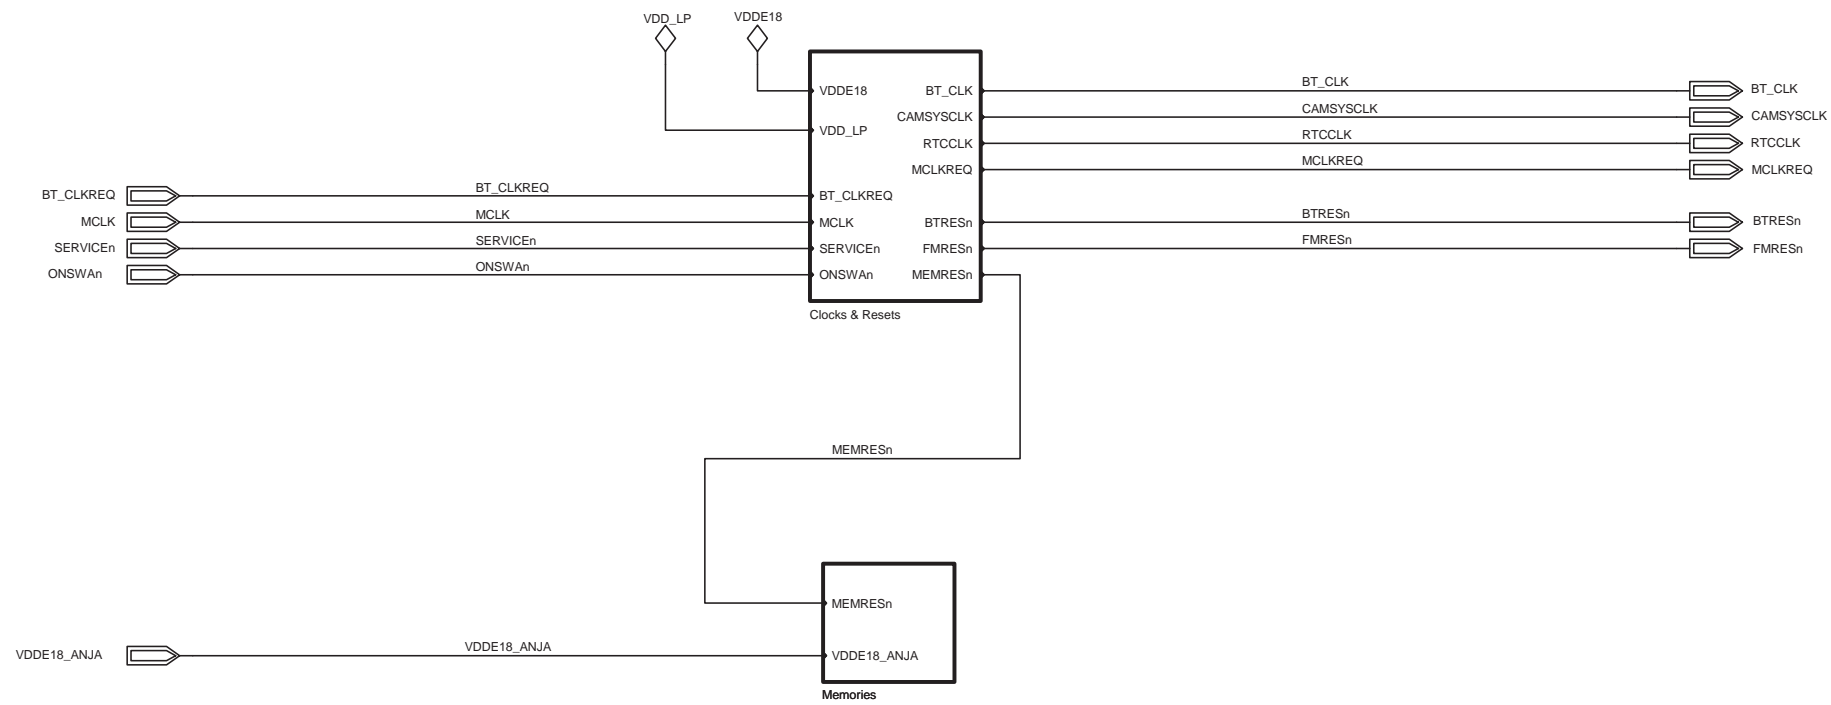 VDD_LP
VDDE18
VDDE18
BT_CLK
BT_CLK
BT_CLK
CAMSYSCLK
CAMSYSCLK
CAMSYSCLK
VDD_LP
RTCCLK
RTCCLK
RTCCLK
MCLKREQ
MCLKREQ
MCLKREQ
BT_CLKREQ
BT_CLKREQ
BT_CLKREQ
MCLK
MCLK
MCLK
BTRESn
BTRESn
BTRESn
SERVICEn
SERVICEn
SERVICEn
FMRESn
FMRESn
FMRESn
ONSWAn
ONSWAn
ONSWAn
MEMRESn
Clocks & Resets
MEMRESn
MEMRESn
VDDE18_ANJA
VDDE18_ANJA
VDDE18_ANJA
Memories